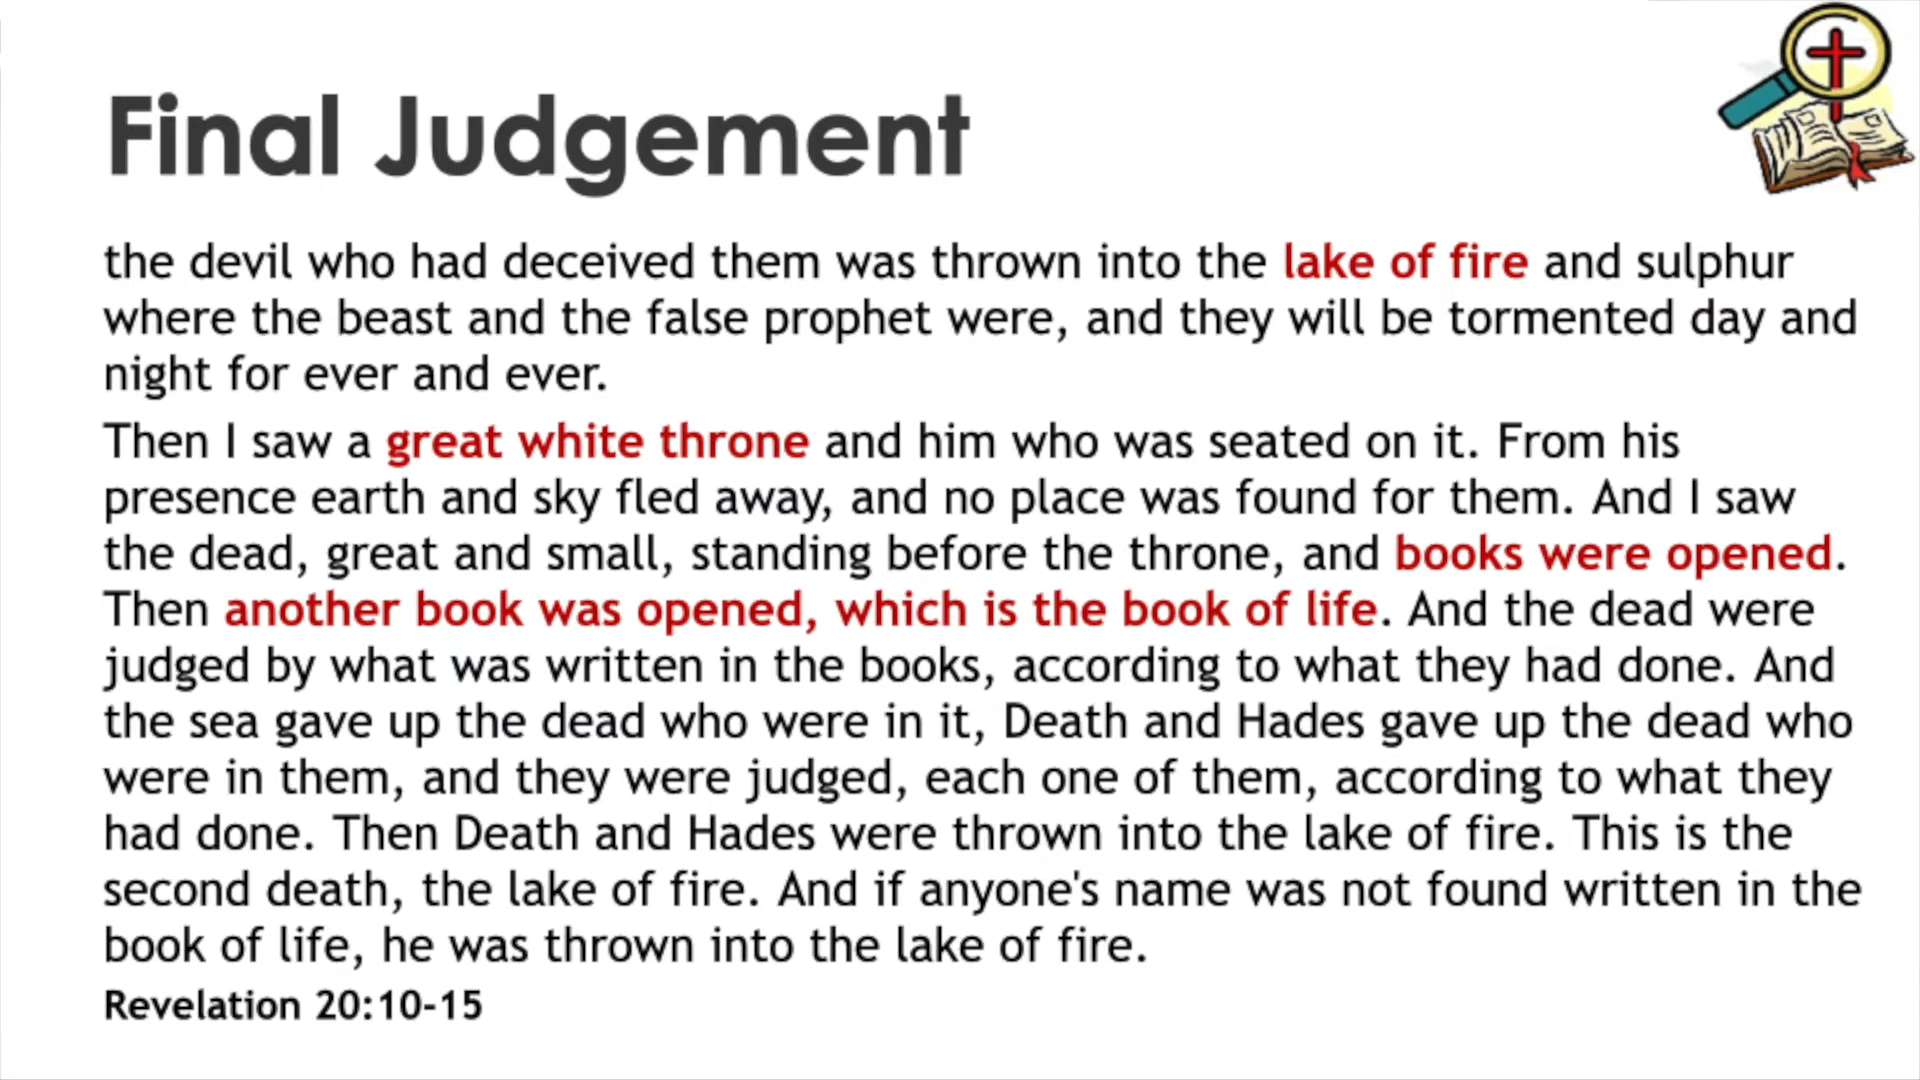 Final Judgement
the devil who had deceived them was thrown into the lake of fire and sulphur
where the beast and the false prophet were, and they will be tormented day and
night for ever and ever.
Then I saw a great white throne and him who was seated on it. From his
presence earth and sky fled away, and no place was found for them. And I saw
the dead, great and small, standing before the throne, and books were opened.
Then another book was opened, which is the book of life. And the dead were
judged by what was written in the books, according to what they had done. And
the sea gave up the dead who were in it, Death and Hades gave up the dead who
were in them, and they were judged, each one of them, according to what they
had done. Then Death and Hades were thrown into the lake of fire. This is the
second death, the lake of fire. And if anyone's name was not found written in the
book of life, he was thrown into the lake of fire.
Revelation 20:10-15